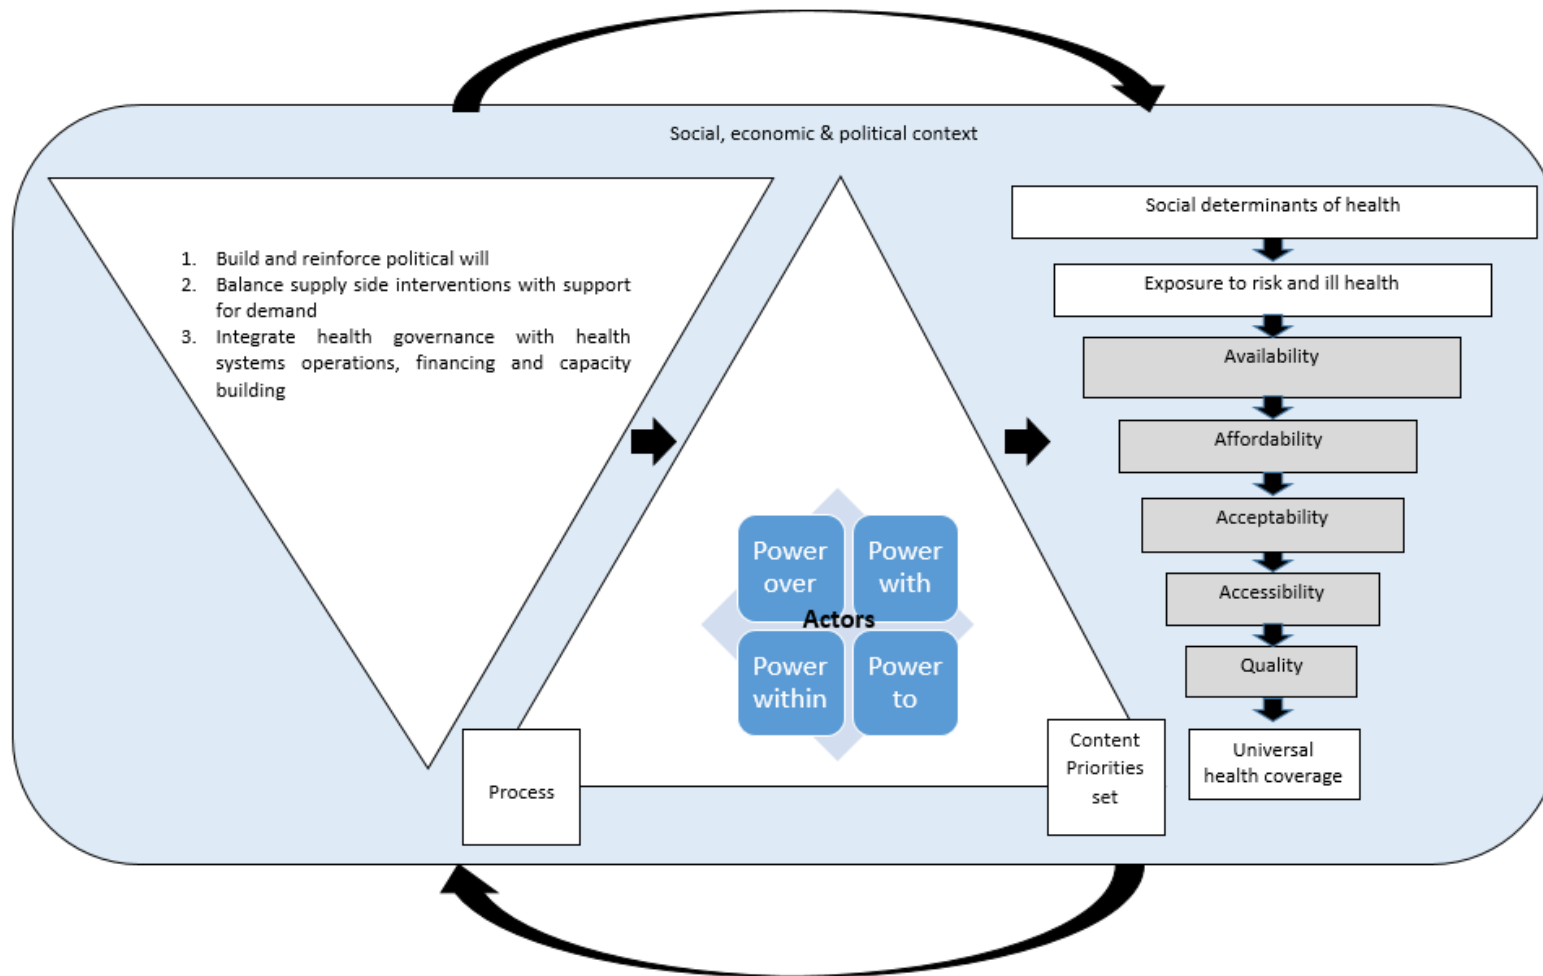 Social, economic & political context
1. Build and reinforce political will
2. Balance supply side interventions with support
for demand
3. Integrate health governance with health
systems operations, financing and capacity
building
Power
over
Power
with
Actors
Power
within
Power
to
Process
Content
Priorities
set
Social determinants of health
Exposure to risk and ill health
Availability
Affordability
Acceptability
Accessibility
Quality
Universal
health coverage